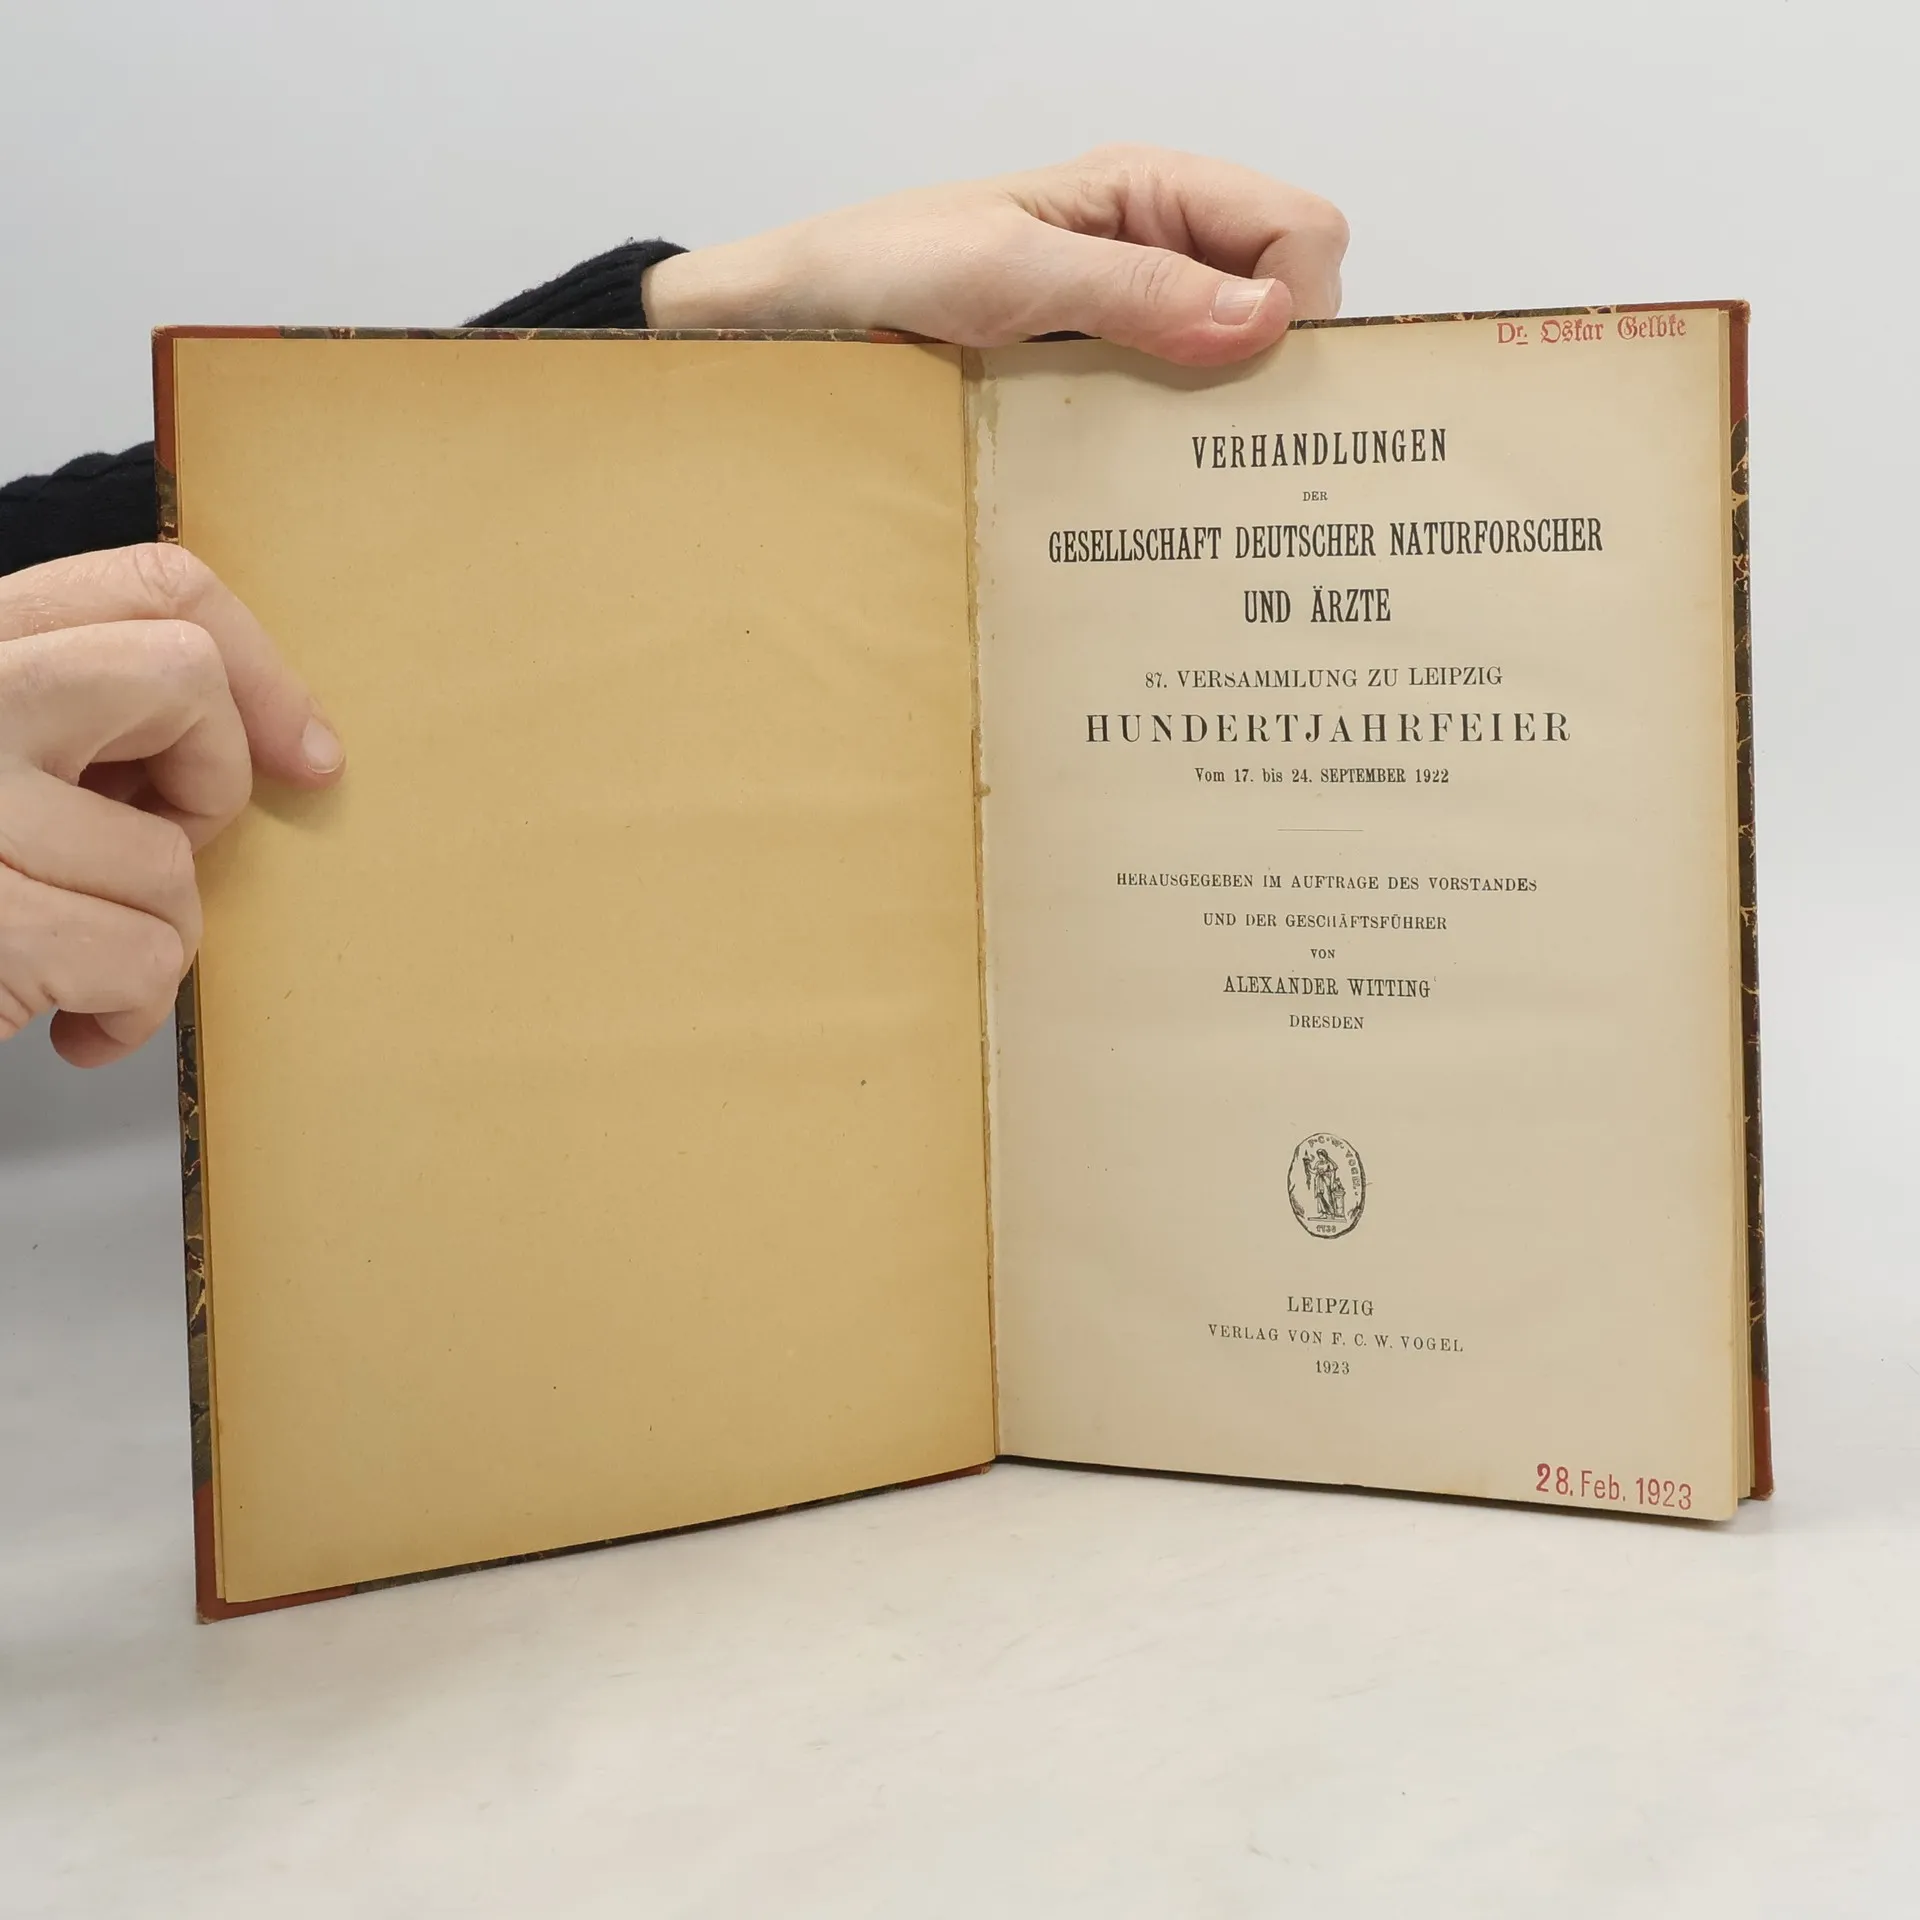 Dr. Oskar Gelbke
VERHANDLUNGEN
DER
GESELLSCHAFT DEUTSCHER NATURFORSCHER
UND ÄRZTE
87. VERSAMMLUNG ZU LEIPZIG
HUNDERTJAHRFEIER
Vom 17. bis 24. SEPTEMBER 1922
HERAUSGEGEBEN IM AUFTRAGE DES VORSTANDES
UND DER GESCHÄFTSFÜHRER
VON
ALEXANDER WITTING
DRESDEN
F·C·W· VOGEL
1730
LEIPZIG
VERLAG VON F. C. W. VOGEL
1923
28. Feb. 1923